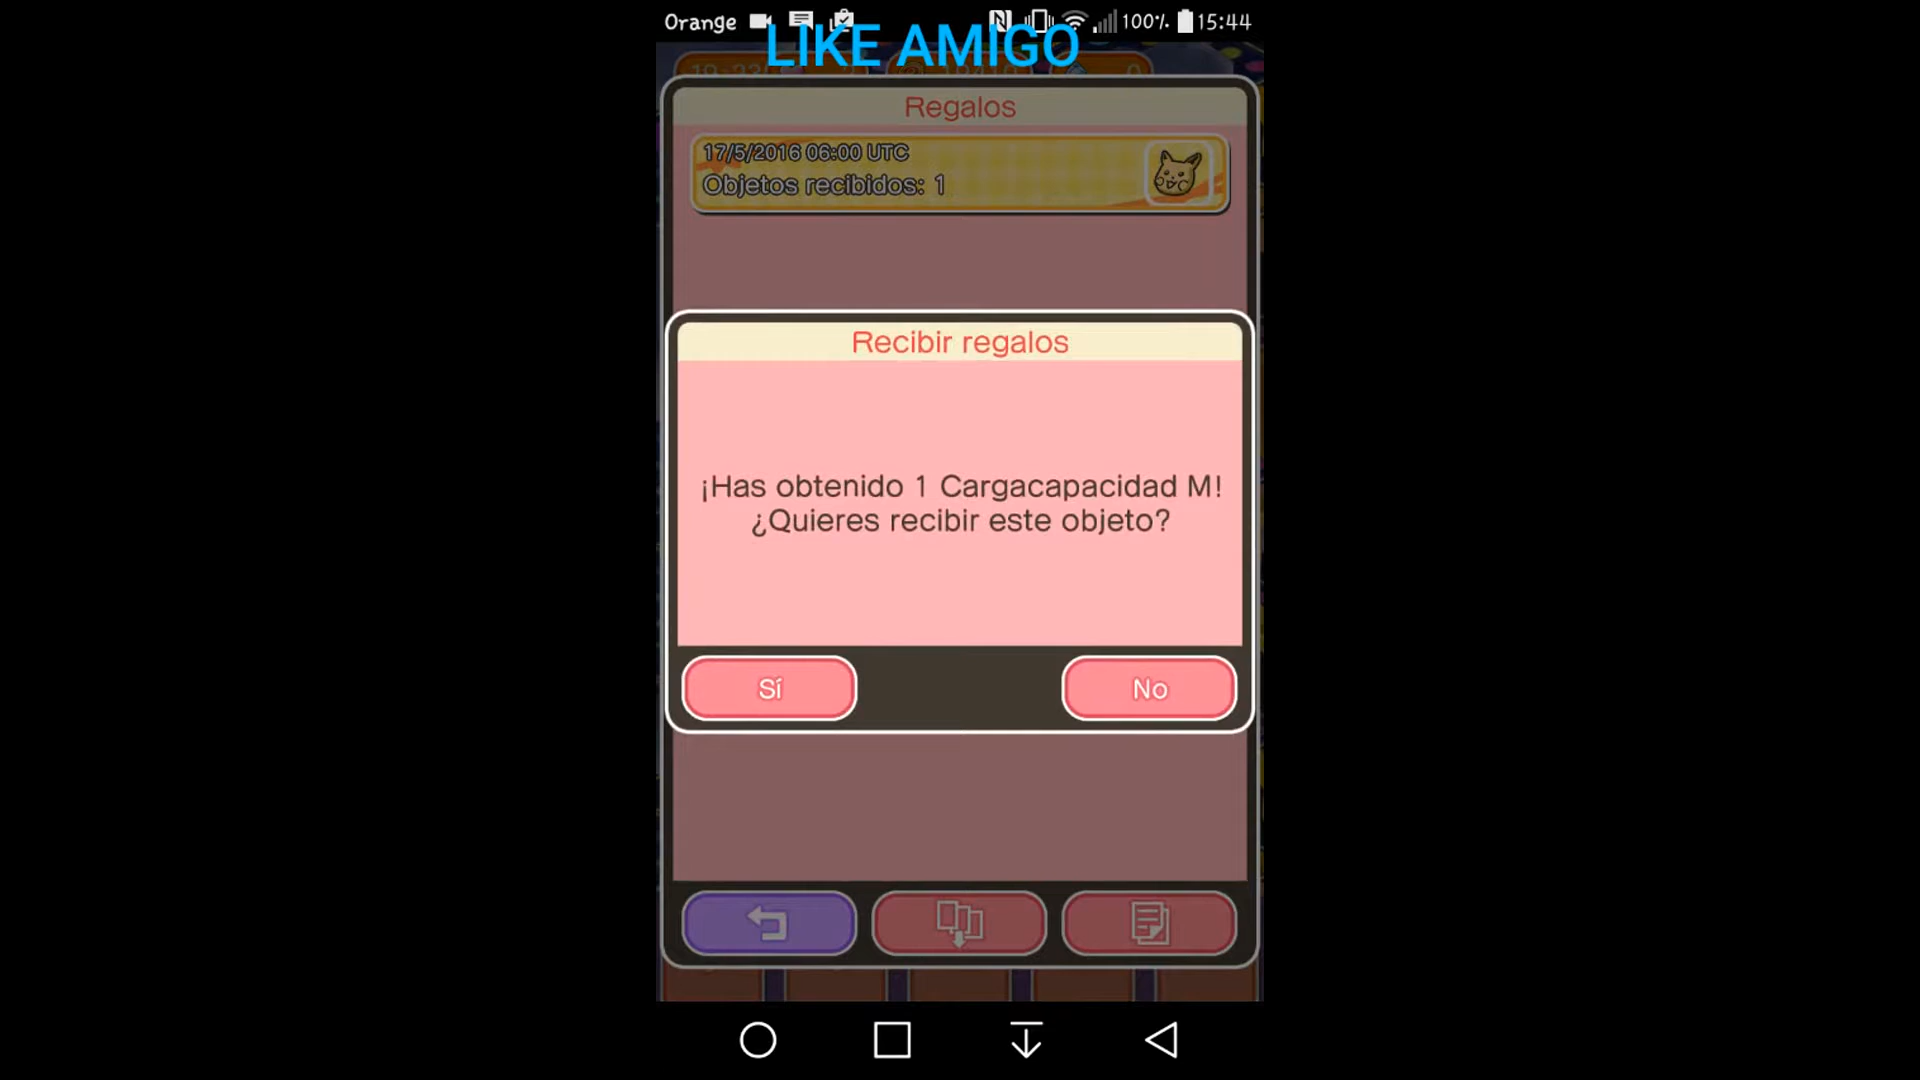 Orange 100% 15:44
LIKE AMIGO
Regalos
17/5/2016 06:00 UTC
Objetos recibidos: 1
Recibir regalos
¡Has obtenido 1 Cargacapacidad M!
¿Quieres recibir este objeto?
Sí No